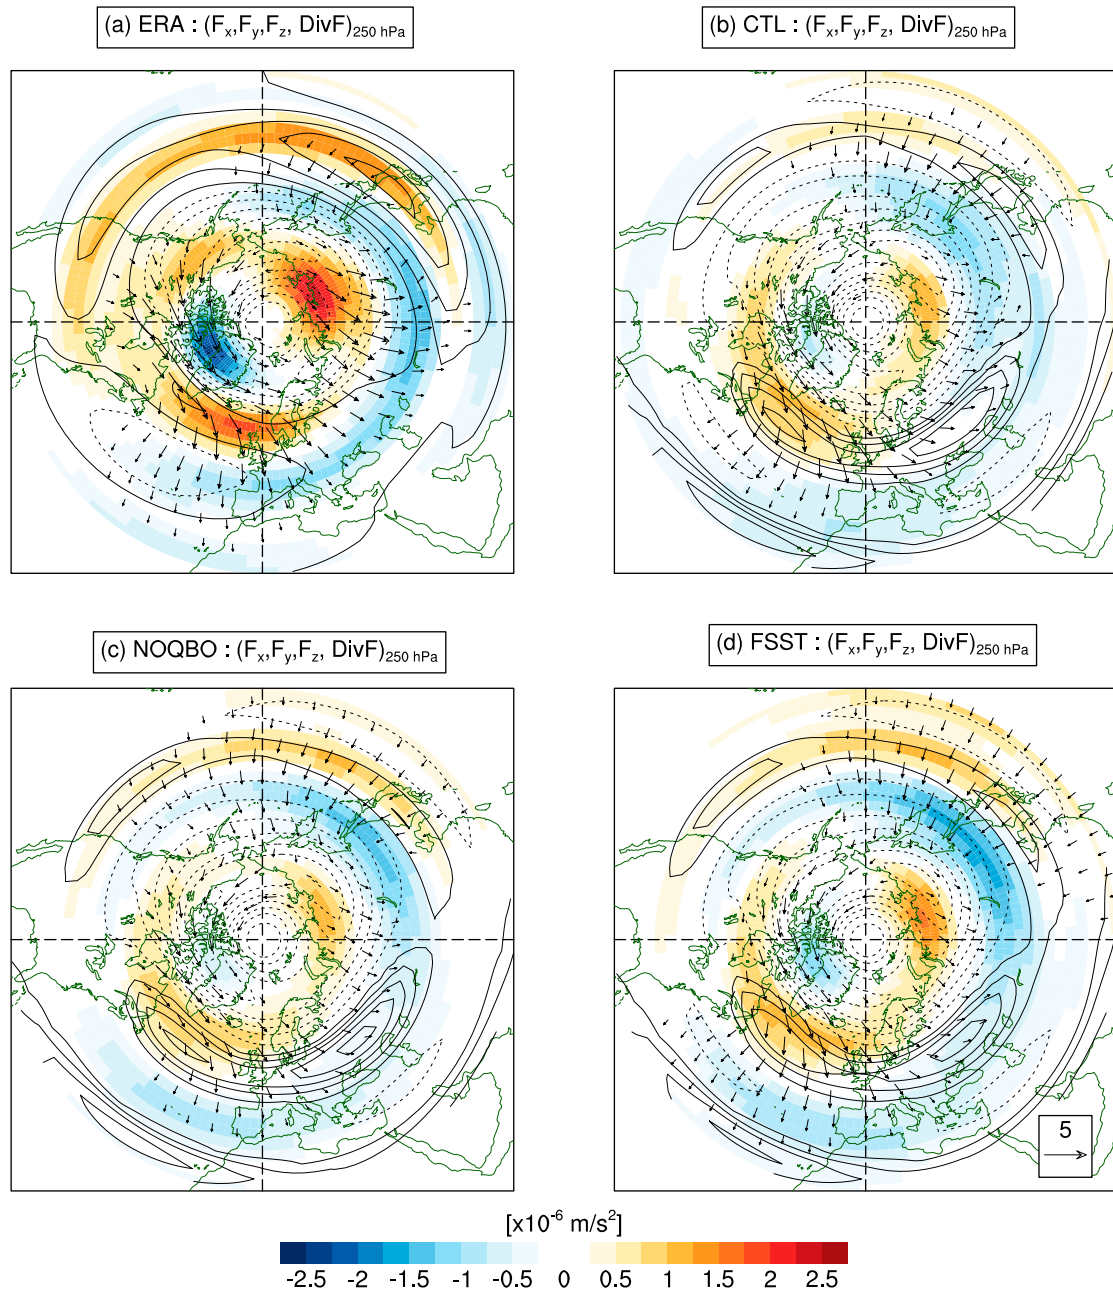 (a) ERA : (Fx,Fy,Fz, DivF)250 hPa
(b) CTL : (Fx,Fy,Fz, DivF)250 hPa
(c) NOQBO : (Fx,Fy,Fz, DivF)250 hPa
(d) FSST : (Fx,Fy,Fz, DivF)250 hPa
5
[x10-6 m/s2]
-2.5 -2 -1.5 -1 -0.5 0 0.5 1 1.5 2 2.5